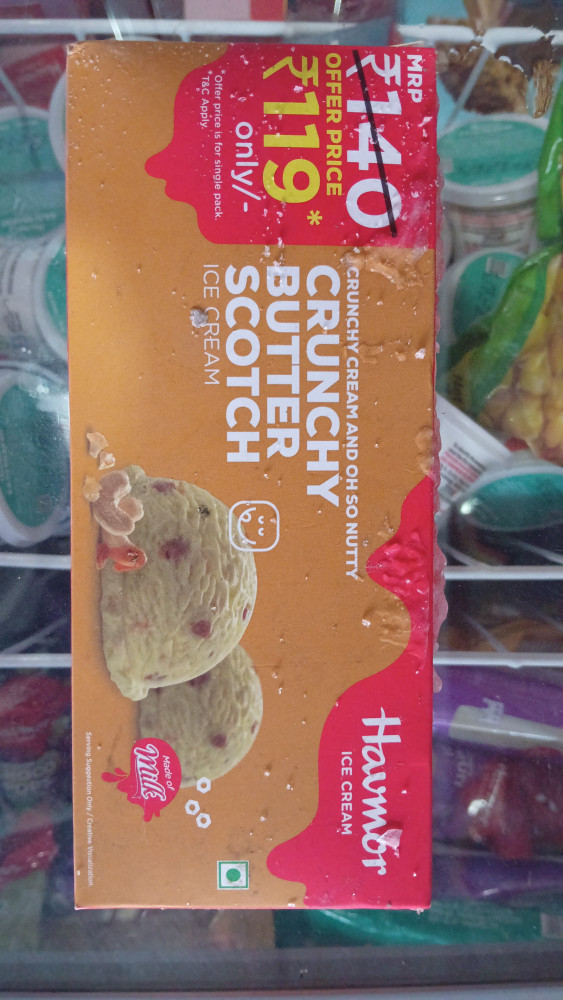 MRP
₹140
OFFER PRICE
₹119*
only/-
*Offer price is for single pack.
T&C Apply.
CRUNCHY CREAM AND OH SO NUTTY
CRUNCHY
BUTTER
SCOTCH
ICE CREAM
Havmor
ICE CREAM
Made of
milk
Serving Suggestion Only / Creative Visualization.